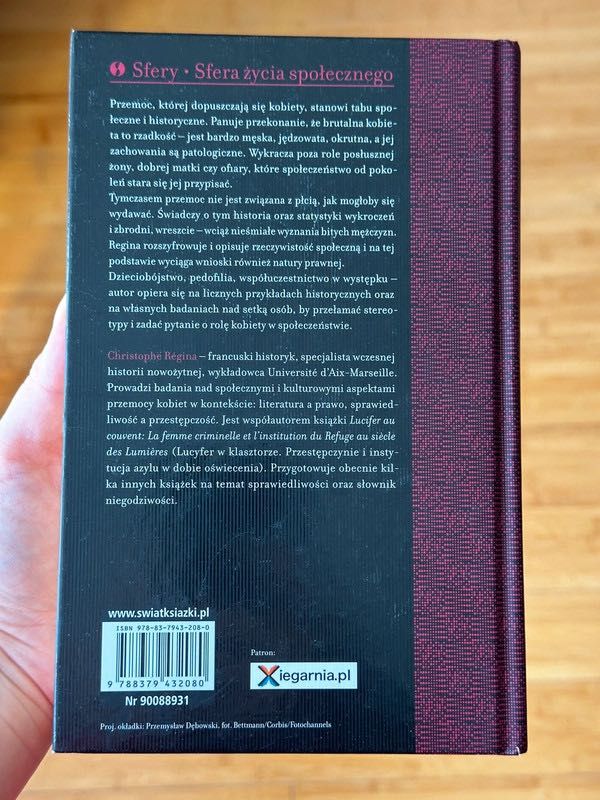 Sfery • Sfera życia społecznego
Przemoc, której dopuszczają się kobiety, stanowi tabu spo-
łeczne i historyczne. Panuje przekonanie, że brutalna kobie-
ta to rzadkość – jest bardzo męska, jędzowata, okrutna, a jej
zachowania są patologiczne. Wykracza poza role posłusznej
żony, dobrej matki czy ofiary, które społeczeństwo od poko-
leń stara się jej przypisać.
Tymczasem przemoc nie jest związana z płcią, jak mogłoby się
wydawać. Świadczy o tym historia oraz statystyki wykroczeń
i zbrodni, wreszcie – wciąż nieśmiałe wyznania bitych mężczyzn.
Regina rozszyfrowuje i opisuje rzeczywistość społeczną i na tej
podstawie wyciąga wnioski również natury prawnej.
Dzieciobójstwo, pedofilia, współuczestnictwo w występku –
autor opiera się na licznych przykładach historycznych oraz
na własnych badaniach nad setką osób, by przełamać stereo-
typy i zadać pytanie o rolę kobiety w społeczeństwie.
Christophe Régina – francuski historyk, specjalista wczesnej
historii nowożytnej, wykładowca Université d'Aix-Marseille.
Prowadzi badania nad społecznymi i kulturowymi aspektami
przemocy kobiet w kontekście: literatura a prawo, sprawied-
liwość a przestępczość. Jest współautorem książki Lucifer au
couvent: La femme criminelle et l'institution du Refuge au siècle
des Lumières (Lucyfer w klasztorze. Przestępczynie i insty-
tucja azylu w dobie oświecenia). Przygotowuje obecnie kil-
ka innych książek na temat sprawiedliwości oraz słownik
niegodziwości.
www.swiatksiazki.pl
ISBN 978-83-7943-208-0
9 788379 432080
Nr 90088931
Patron:
Xiegarnia.pl
Proj. okładki: Przemysław Dębowski, fot. Bettmann/Corbis/Fotochannels